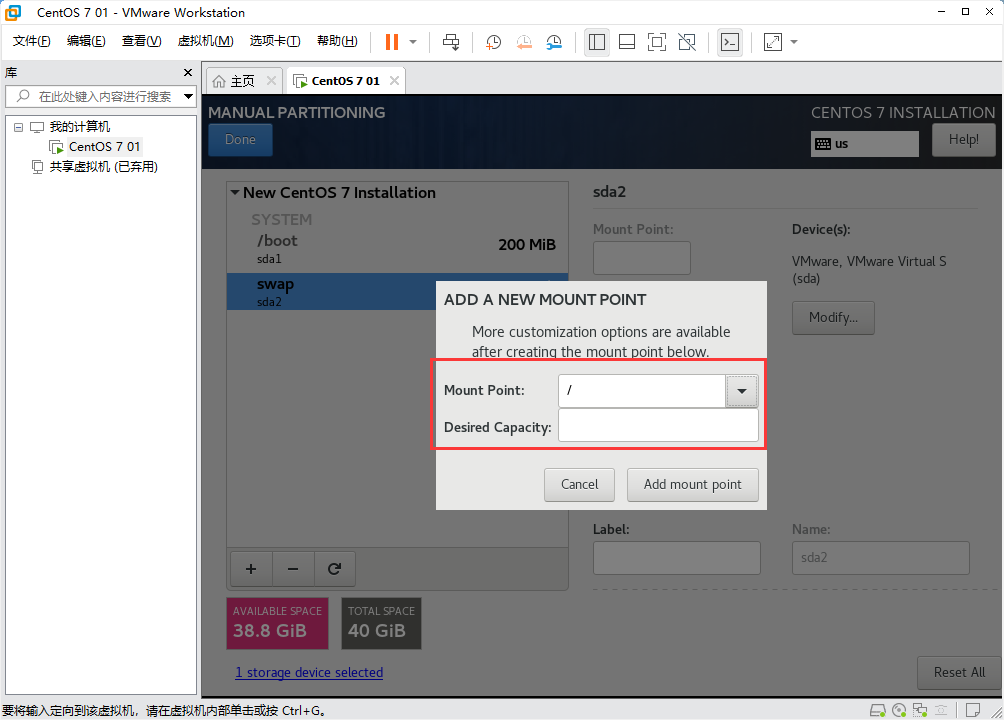 CentOS 7 01 - VMware Workstation
文件(F) 编辑(E) 查看(V) 虚拟机(M) 选项卡(T) 帮助(H)
库
在此处键入内容进行搜索
我的计算机
CentOS 7 01
共享虚拟机 (已弃用)
主页
CentOS 7 01
MANUAL PARTITIONING
Done
CENTOS 7 INSTALLATION
us
Help!
New CentOS 7 Installation
SYSTEM
/boot
sda1
200 MiB
swap
sda2
sda2
Mount Point:
Device(s):
VMware, VMware Virtual S
(sda)
Modify...
ADD A NEW MOUNT POINT
More customization options are available
after creating the mount point below.
Mount Point:
/
Desired Capacity:
Cancel
Add mount point
Label:
Name:
sda2
+ −
AVAILABLE SPACE
38.8 GiB
TOTAL SPACE
40 GiB
1 storage device selected
Reset All
要将输入定向到该虚拟机，请在虚拟机内部单击或按 Ctrl+G。